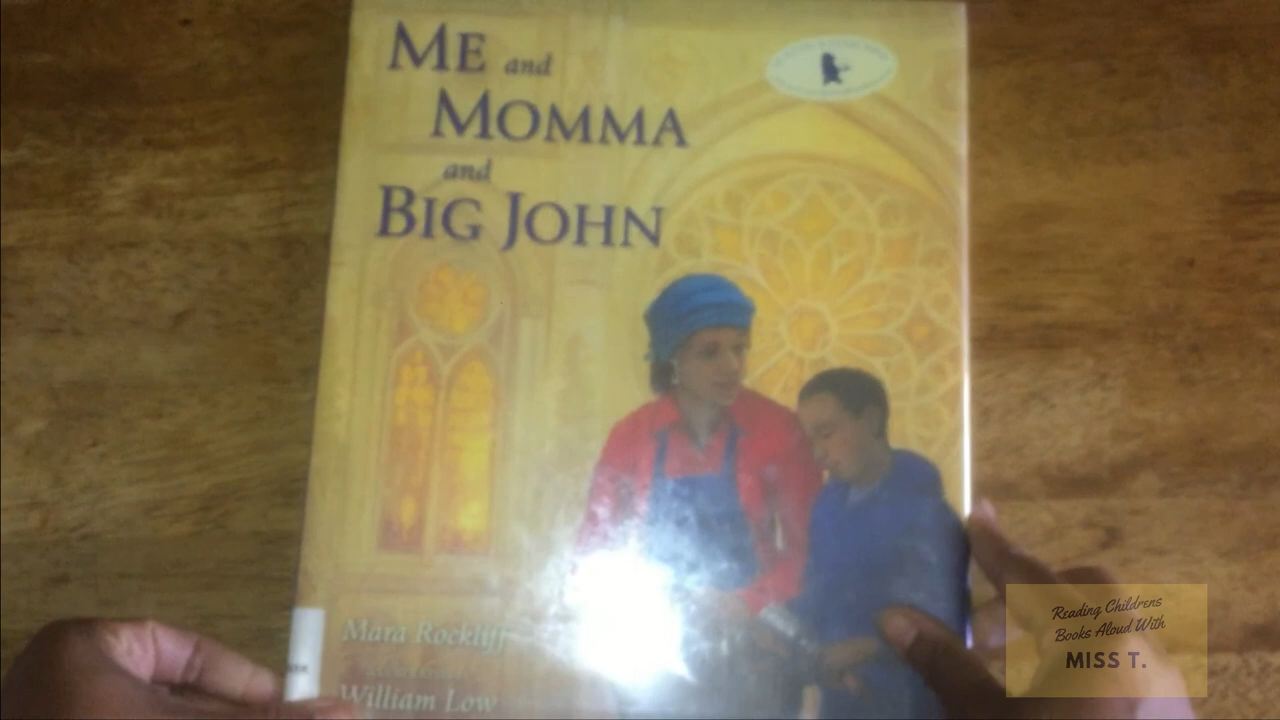 ME and
MOMMA
and
BIG JOHN
Mara Rockliff
William Low
Reading Childrens
Books Aloud With
MISS T.